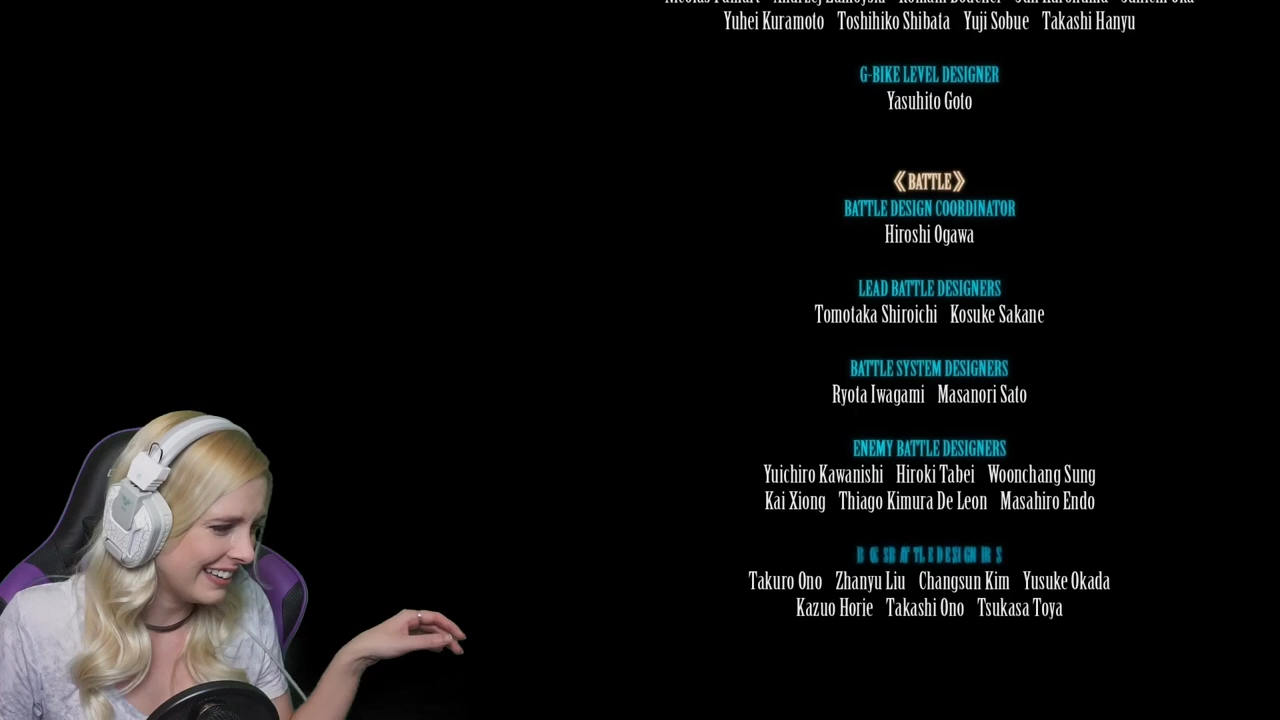 Yuhei Kuramoto Toshihiko Shibata Yuji Sobue Takashi Hanyu
G-BIKE LEVEL DESIGNER
Yasuhito Goto
《BATTLE》
BATTLE DESIGN COORDINATOR
Hiroshi Ogawa
LEAD BATTLE DESIGNERS
Tomotaka Shiroichi Kosuke Sakane
BATTLE SYSTEM DESIGNERS
Ryota Iwagami Masanori Sato
ENEMY BATTLE DESIGNERS
Yuichiro Kawanishi Hiroki Tabei Woonchang Sung
Kai Xiong Thiago Kimura De Leon Masahiro Endo
Takuro Ono Zhanyu Liu Changsun Kim Yusuke Okada
Kazuo Horie Takashi Ono Tsukasa Toya